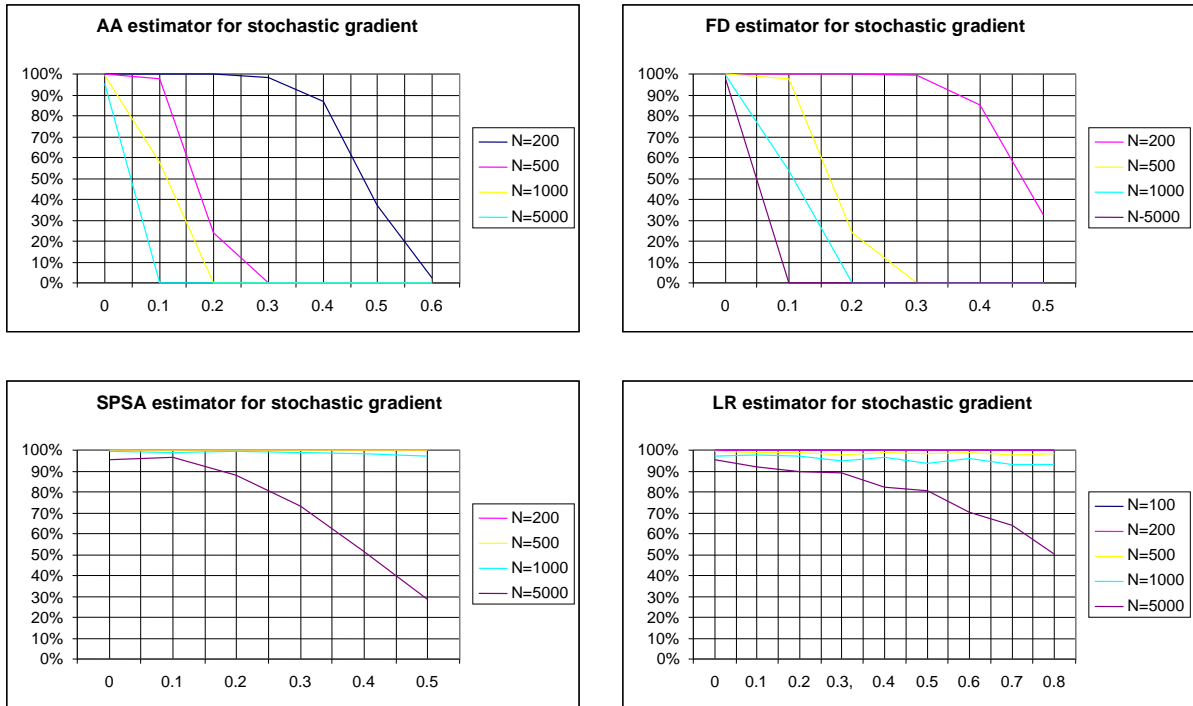 AA estimator for stochastic gradient
100%
90%
80%
70%
60%
50%
40%
30%
20%
10%
0%
0 0.1 0.2 0.3 0.4 0.5 0.6
N=200
N=500
N=1000
N=5000
FD estimator for stochastic gradient
100%
90%
80%
70%
60%
50%
40%
30%
20%
10%
0%
0 0.1 0.2 0.3 0.4 0.5
N=200
N=500
N=1000
N-5000
SPSA estimator for stochastic gradient
100%
90%
80%
70%
60%
50%
40%
30%
20%
10%
0%
0 0.1 0.2 0.3 0.4 0.5
N=200
N=500
N=1000
N=5000
LR estimator for stochastic gradient
100%
90%
80%
70%
60%
50%
40%
30%
20%
10%
0%
0 0.1 0.2 0.3, 0.4 0.5 0.6 0.7 0.8
N=100
N=200
N=500
N=1000
N=5000